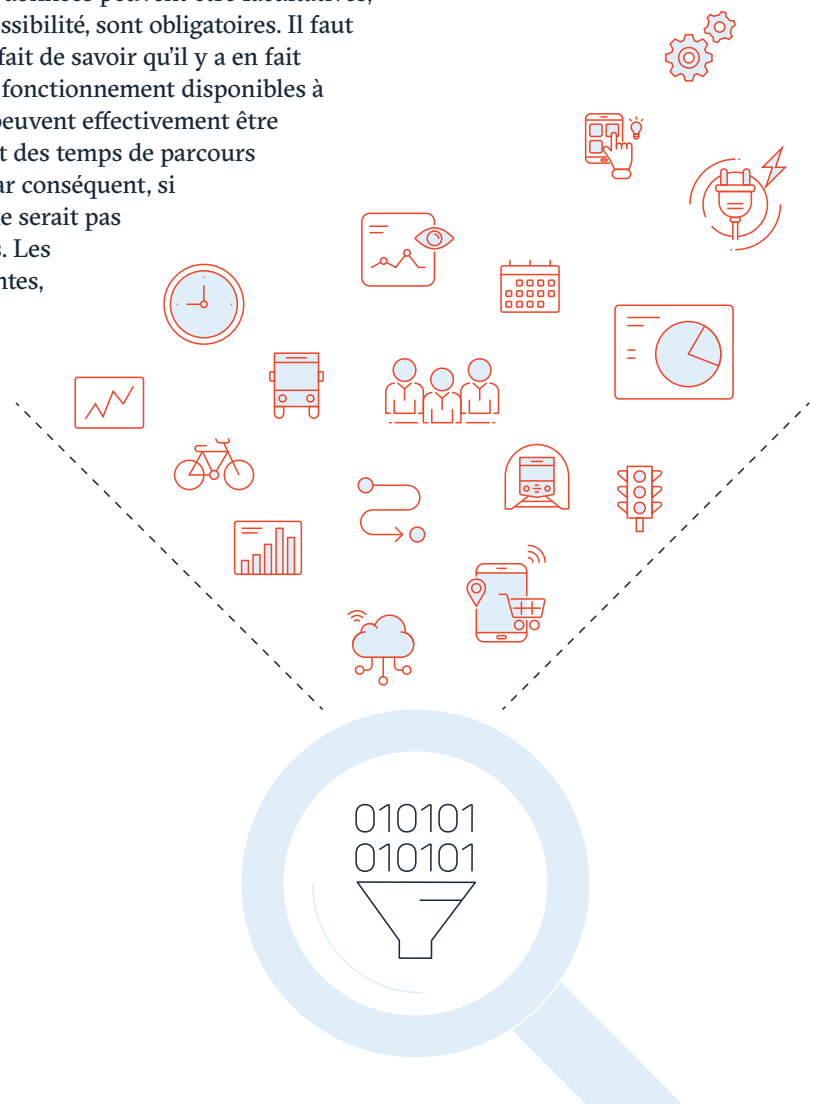 données peuvent être facultatives,
ssibilité, sont obligatoires. Il faut
fait de savoir qu'il y a en fait
fonctionnement disponibles à
peuvent effectivement être
t des temps de parcours
ar conséquent, si
e serait pas
s. Les
ntes,
010101
010101